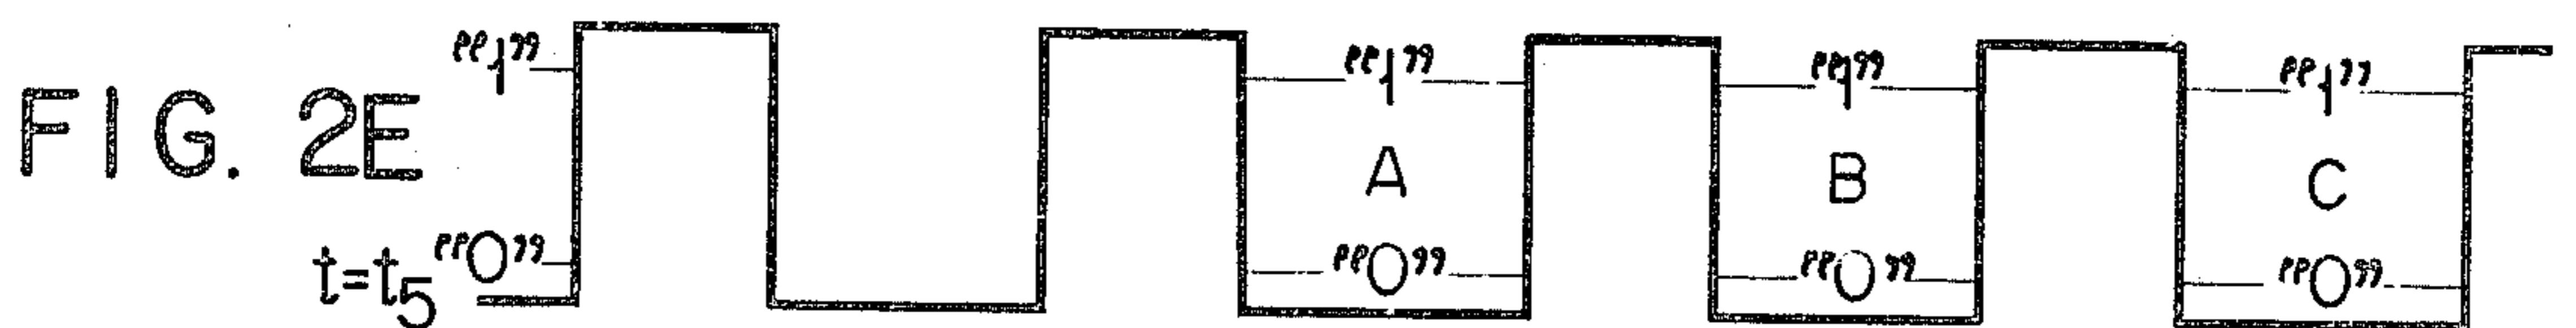 “1” “1” “1” “1”
FIG. 2E A B C
t=t5 “0” “0” “0” “0”